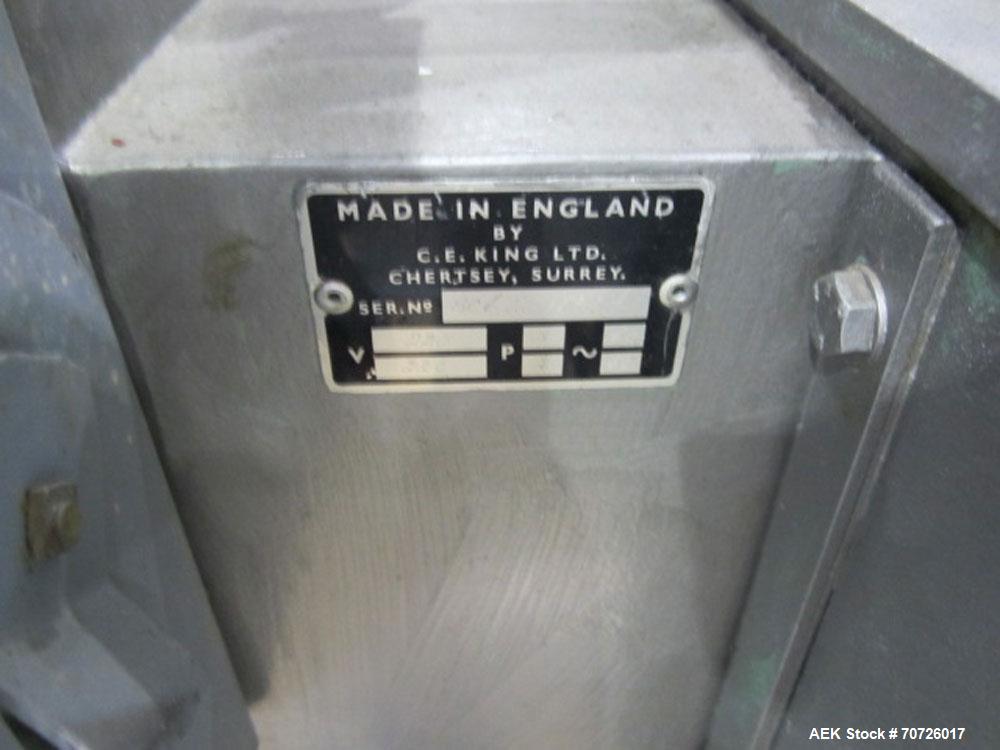 MADE IN ENGLAND
BY
C.E. KING LTD.
CHERTSEY, SURREY.
SER. Nº
V P ~
AEK Stock # 70726017